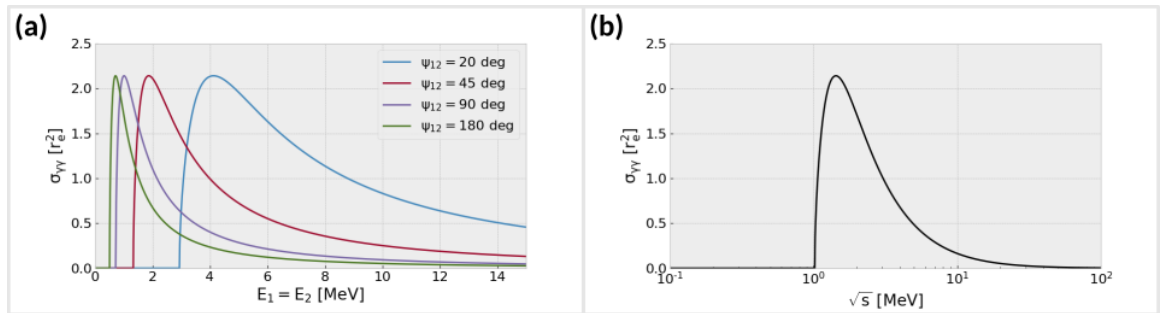 (a)
2.5
2.0
1.5
1.0
0.5
0.0
σγγ [rₑ²]
ψ₁₂ = 20 deg
ψ₁₂ = 45 deg
ψ₁₂ = 90 deg
ψ₁₂ = 180 deg
0 2 4 6 8 10 12 14
E₁ = E₂ [MeV]
(b)
2.5
2.0
1.5
1.0
0.5
0.0
σγγ [rₑ²]
10⁻¹ 10⁰ 10¹ 10²
√s [MeV]